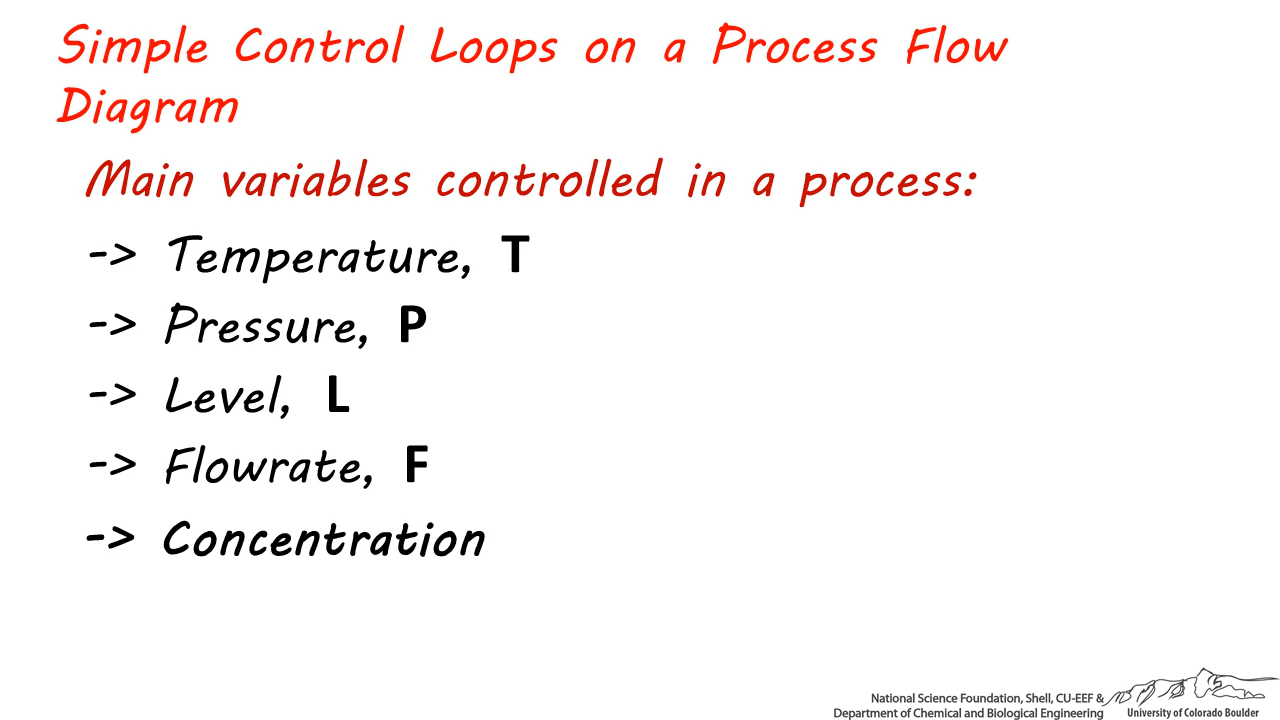 Simple Control Loops on a Process Flow
Diagram
Main variables controlled in a process:
-> Temperature, T
-> Pressure, P
-> Level, L
-> Flowrate, F
-> Concentration
National Science Foundation, Shell, CU-EEF &
Department of Chemical and Biological Engineering
University of Colorado Boulder